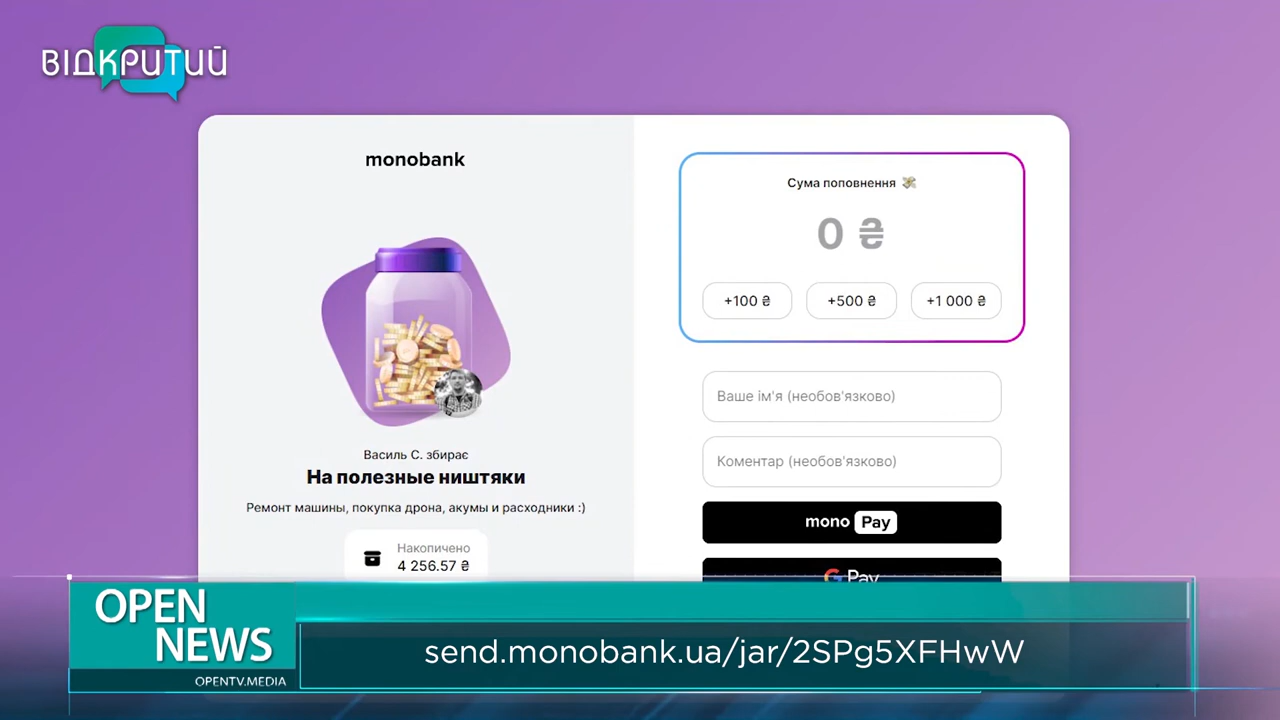 ВІДКРИТИЙ
monobank
Василь С. збирає
На полезные ништяки
Ремонт машины, покупка дрона, акумы и расходники :)
Накопичено
4 256.57 ₴
Сума поповнення 💸
0 ₴
+100 ₴
+500 ₴
+1 000 ₴
Ваше ім'я (необов'язково)
Коментар (необов'язково)
mono Pay
G Pay
OPEN
NEWS
OPENTV.MEDIA
send.monobank.ua/jar/2SPg5XFHwW